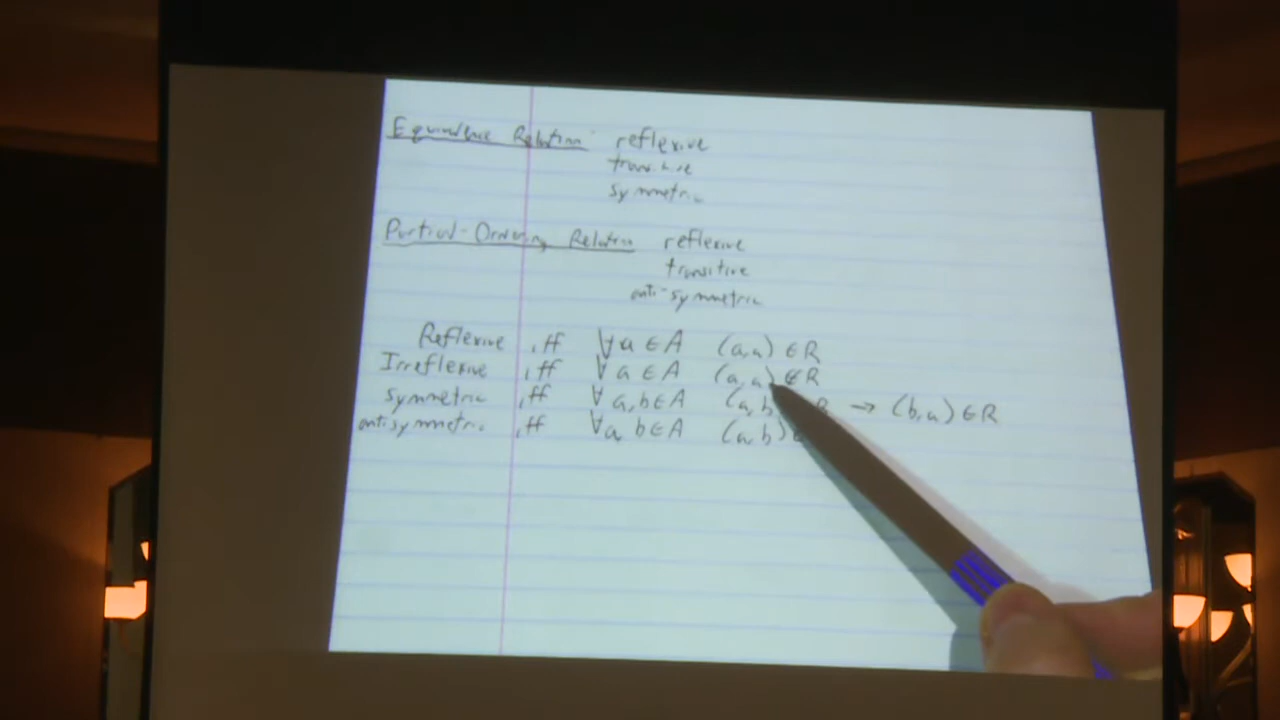 Equivalence Relation reflexive
transitive
symmetric
Partial-Ordering Relation reflexive
transitive
anti-symmetric
Reflexive iff ∀ a ∈ A (a,a) ∈ R
Irreflexive iff ∀ a ∈ A (a,a) ∉ R
symmetric iff ∀ a,b ∈ A (a,b R → (b,a) ∈ R
antisymmetric iff ∀ a, b ∈ A (a,b) ∈